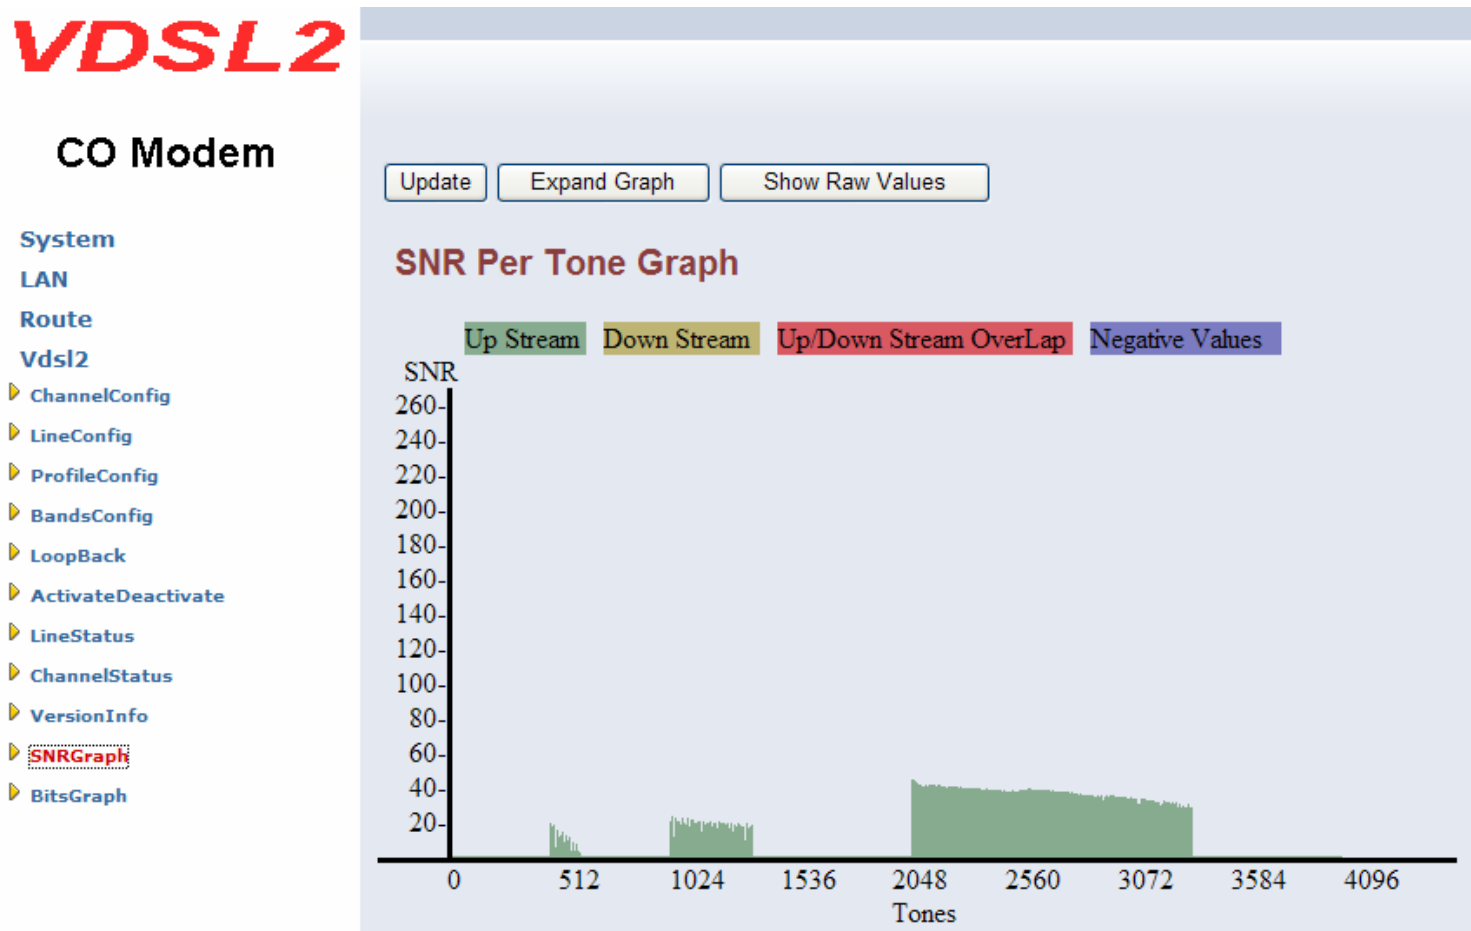 VDSL2
CO Modem
System
LAN
Route
Vdsl2
ChannelConfig
LineConfig
ProfileConfig
BandsConfig
LoopBack
ActivateDeactivate
LineStatus
ChannelStatus
VersionInfo
SNRGraph
BitsGraph
Update Expand Graph Show Raw Values
SNR Per Tone Graph
Up Stream Down Stream Up/Down Stream OverLap Negative Values
SNR
260-
240-
220-
200-
180-
160-
140-
120-
100-
80-
60-
40-
20-
0 512 1024 1536 2048 2560 3072 3584 4096
Tones